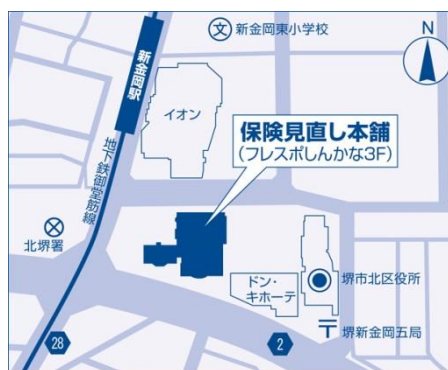 文 新金岡東小学校
N
新金岡駅
イオン
保険見直し本舗
(フレスポしんかな3F)
地下鉄御堂筋線
北堺署
ドン・
キホーテ
堺市北区役所
堺新金岡五局
28
2